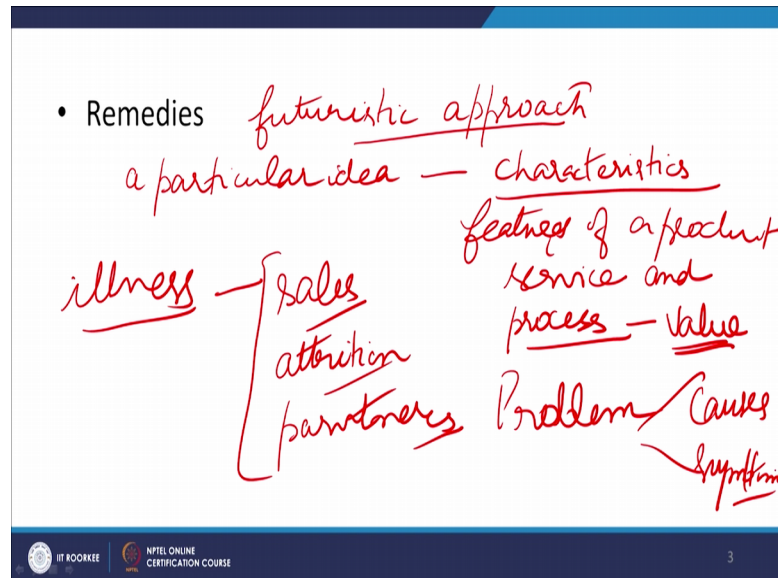 • Remedies futuristic approach
a particular idea — characteristics
features of a product
service and
process — value
illness — sales
attrition
partners
Problem
Causes
Symptom
IIT ROORKEE
NPTEL ONLINE
CERTIFICATION COURSE
3